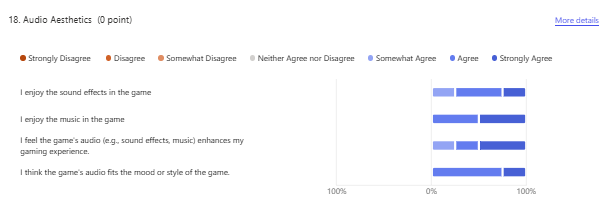 18. Audio Aesthetics (0 point)
More details
Strongly Disagree Disagree Somewhat Disagree Neither Agree nor Disagree Somewhat Agree Agree Strongly Agree
I enjoy the sound effects in the game
I enjoy the music in the game
I feel the game's audio (e.g., sound effects, music) enhances my
gaming experience.
I think the game's audio fits the mood or style of the game.
100% 0% 100%